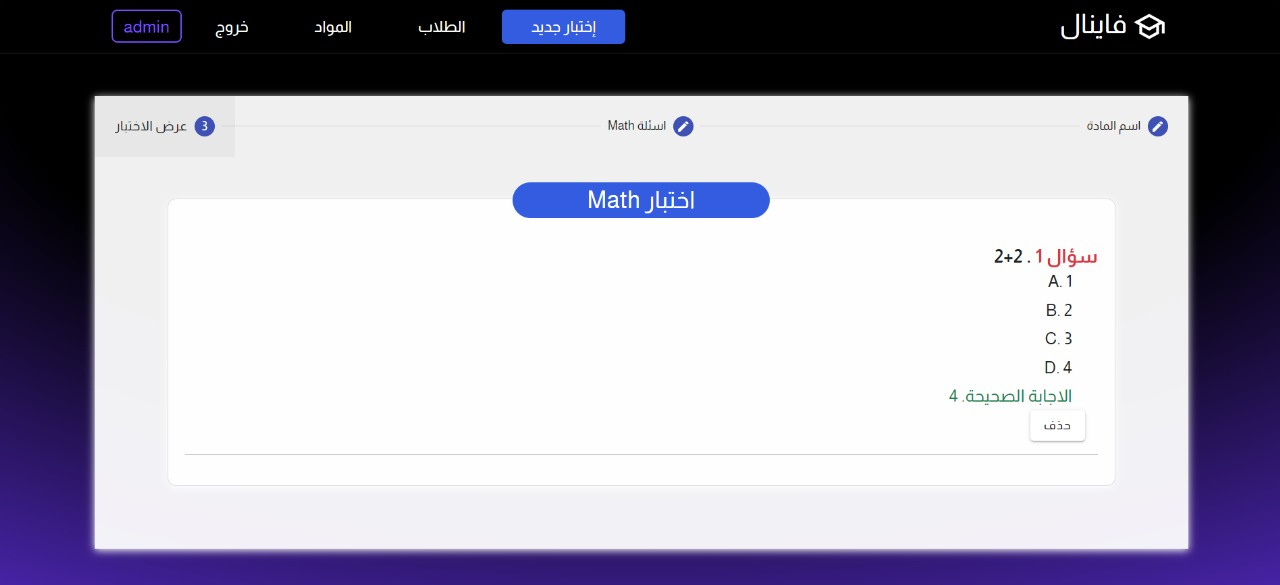 فاينال
إختبار جديد
الطلاب
المواد
خروج
admin
اسم المادة
اسئلة Math
3 عرض الاختبار
اختبار Math
سؤال 1 . 2+2
A. 1
B. 2
C. 3
D. 4
الاجابة الصحيحة. 4
حذف